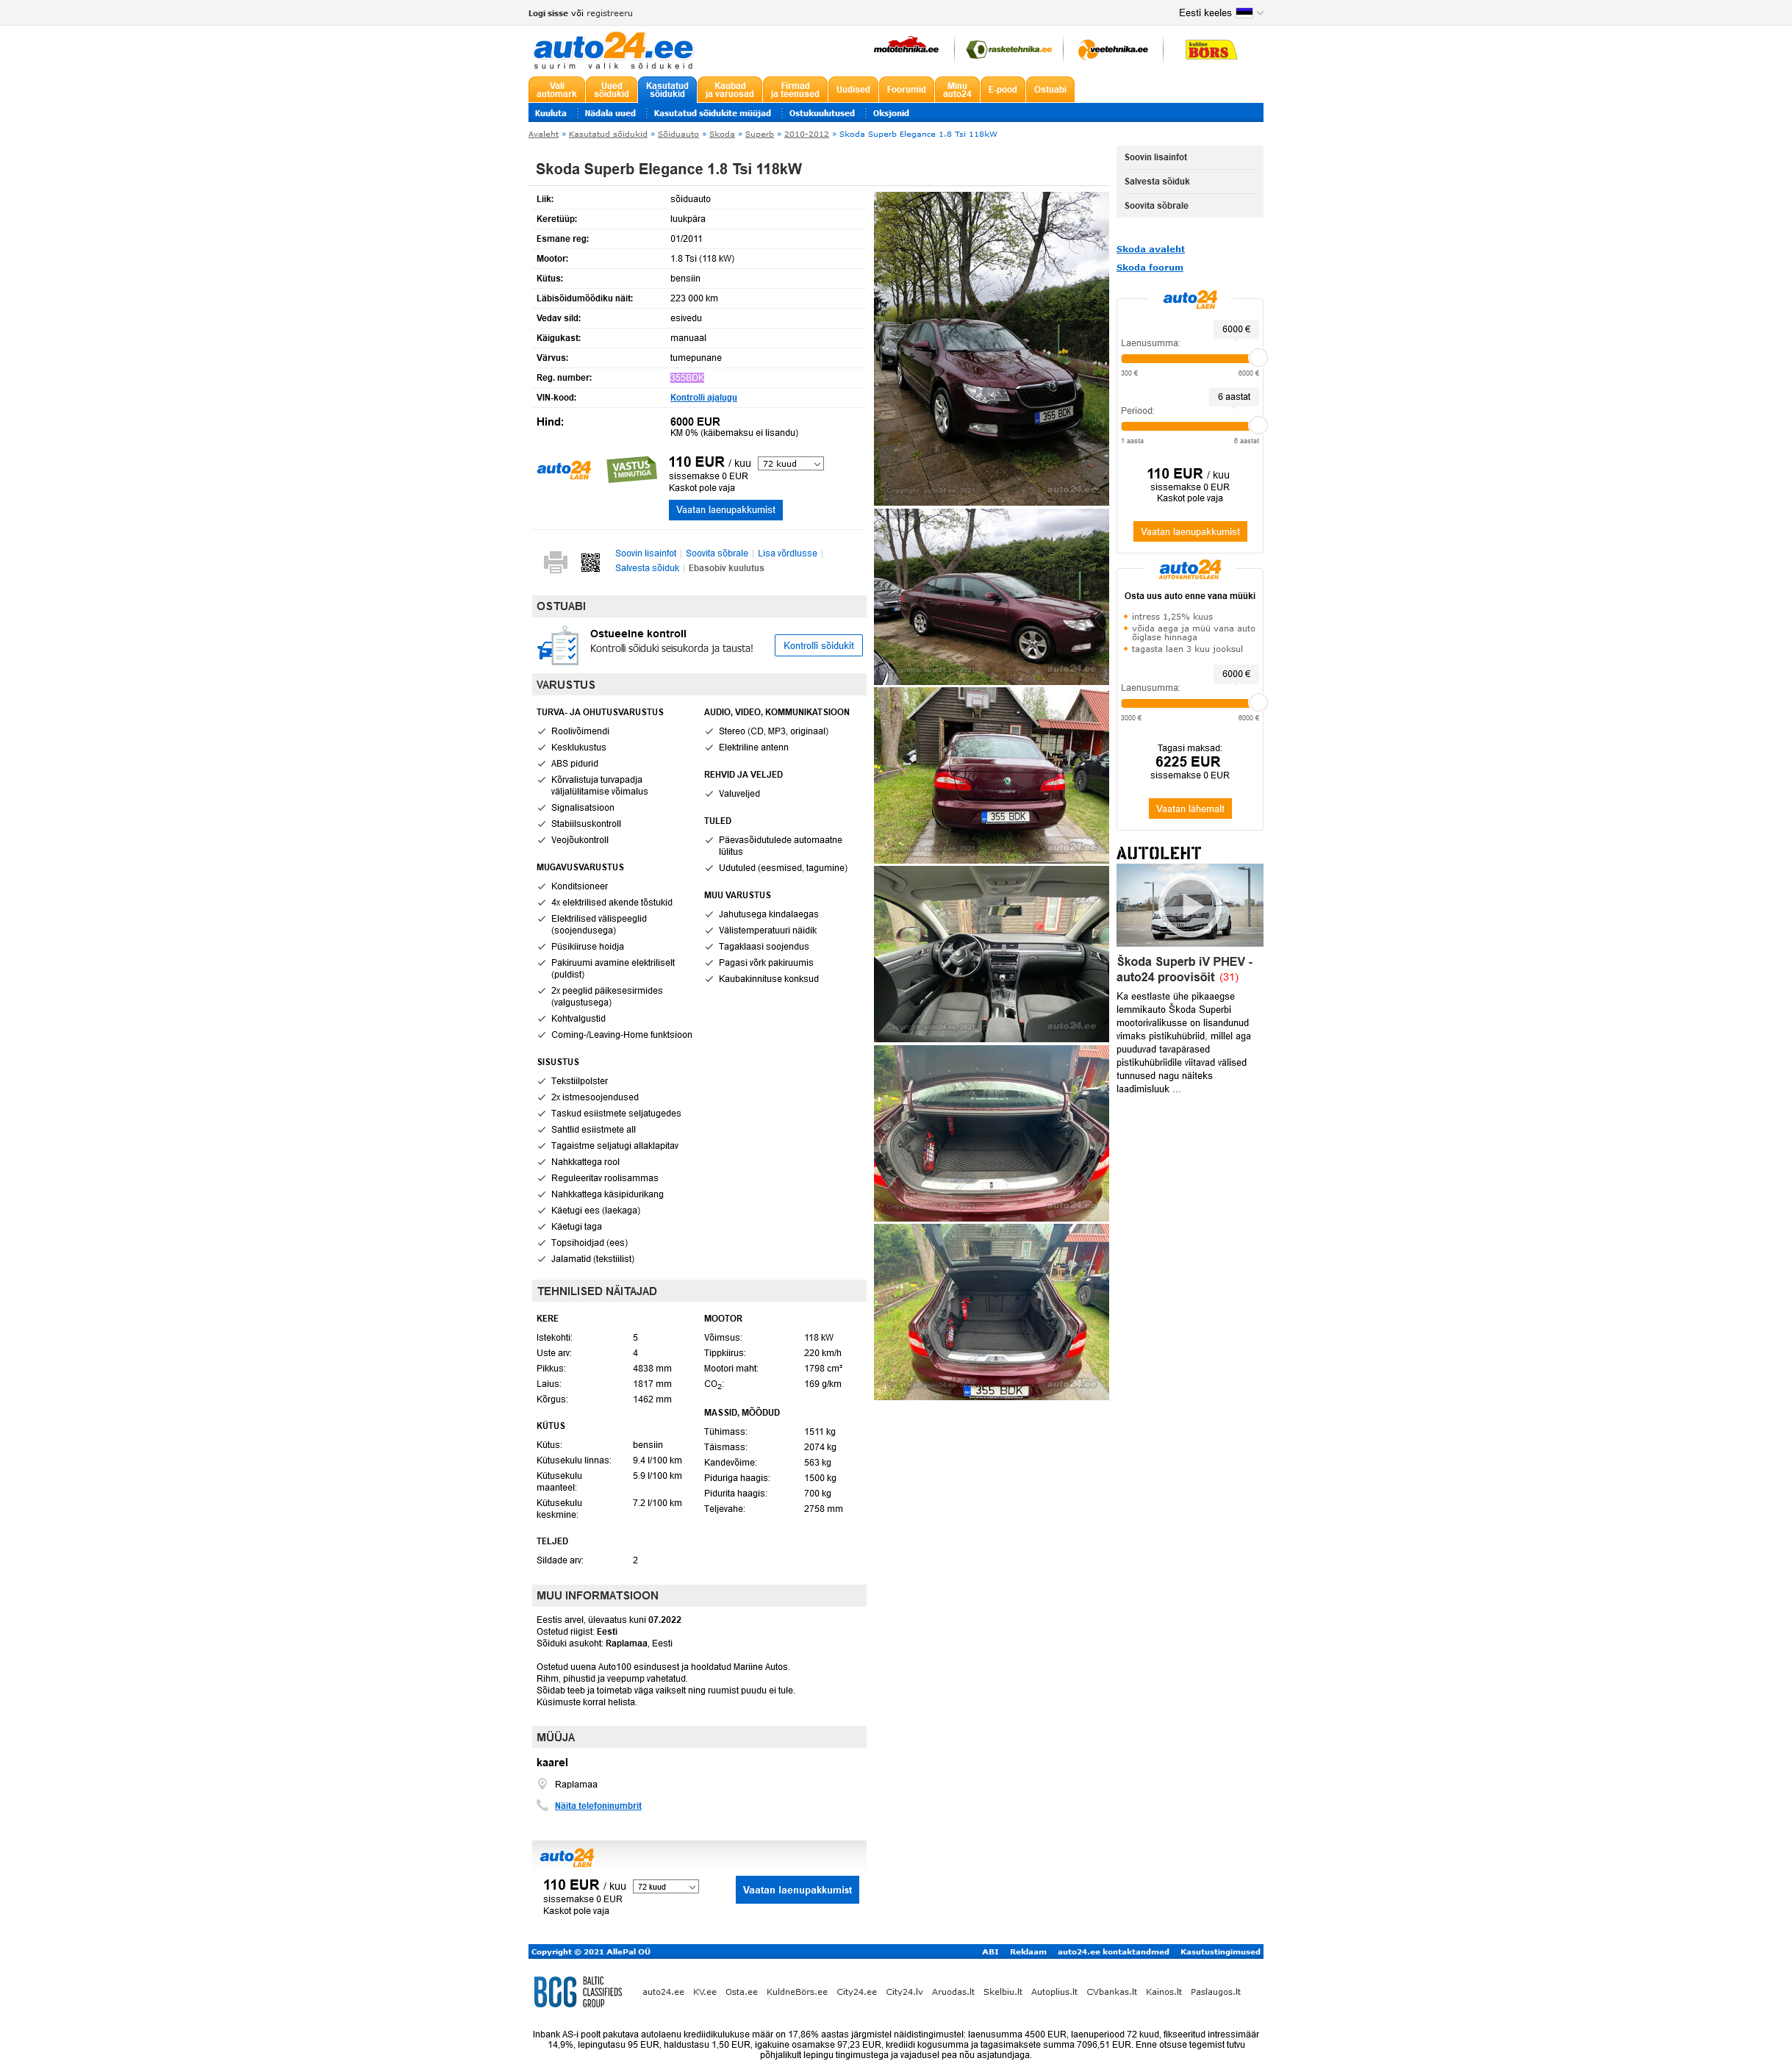 Logi sisse või registreeru
Eesti keeles
auto24.ee
suurim valik sõidukeid
mototehnika.ee
rasketehnika.ee
veetehnika.ee
kuldne BÖRS
Vali automark
Uued sõidukid
Kasutatud sõidukid
Kaubad ja varuosad
Firmad ja teenused
Uudised
Foorumid
Minu auto24
E-pood
Ostuabi
Kuuluta
Nädala uued
Kasutatud sõidukite müüjad
Ostukuulutused
Oksjonid
Avaleht » Kasutatud sõidukid » Sõiduauto » Skoda » Superb » 2010-2012 » Skoda Superb Elegance 1.8 Tsi 118kW
Skoda Superb Elegance 1.8 Tsi 118kW
Liik: sõiduauto
Keretüüp: luukpära
Esmane reg: 01/2011
Mootor: 1.8 Tsi (118 kW)
Kütus: bensiin
Läbisõidumõõdiku näit: 223 000 km
Vedav sild: esivedu
Käigukast: manuaal
Värvus: tumepunane
Reg. number: 355BDK
VIN-kood: Kontrolli ajalugu
Hind: 6000 EUR
KM 0% (käibemaksu ei lisandu)
auto24 LAEN
VASTUS 1 MINUTIGA
110 EUR / kuu 72 kuud
sissemakse 0 EUR
Kaskot pole vaja
Vaatan laenupakkumist
Soovin lisainfot | Soovita sõbrale | Lisa võrdlusse |
Salvesta sõiduk | Ebasobiv kuulutus
OSTUABI
Ostueelne kontroll
Kontrolli sõiduki seisukorda ja tausta!
Kontrolli sõidukit
VARUSTUS
TURVA- JA OHUTUSVARUSTUS
Roolivõimendi
Kesklukustus
ABS pidurid
Kõrvalistuja turvapadja
väljalülitamise võimalus
Signalisatsioon
Stabiilsuskontroll
Veojõukontroll
MUGAVUSVARUSTUS
Konditsioneer
4x elektrilised akende tõstukid
Elektrilised välispeeglid
(soojendusega)
Püsikiiruse hoidja
Pakiruumi avamine elektriliselt
(puldist)
2x peeglid päikesesirmides
(valgustusega)
Kohtvalgustid
Coming-/Leaving-Home funktsioon
SISUSTUS
Tekstiilpolster
2x istmesoojendused
Taskud esiistmete seljatugedes
Sahtlid esiistmete all
Tagaistme seljatugi allaklapitav
Nahkkattega rool
Reguleeritav roolisammas
Nahkkattega käsipidurikang
Käetugi ees (laekaga)
Käetugi taga
Topsihoidjad (ees)
Jalamatid (tekstiilist)
AUDIO, VIDEO, KOMMUNIKATSIOON
Stereo (CD, MP3, originaal)
Elektriline antenn
REHVID JA VELJED
Valuveljed
TULED
Päevasõidutulede automaatne
lülitus
Udutuled (eesmised, tagumine)
MUU VARUSTUS
Jahutusega kindalaegas
Välistemperatuuri näidik
Tagaklaasi soojendus
Pagasi võrk pakiruumis
Kaubakinnituse konksud
TEHNILISED NÄITAJAD
KERE
Istekohti: 5
Uste arv: 4
Pikkus: 4838 mm
Laius: 1817 mm
Kõrgus: 1462 mm
KÜTUS
Kütus: bensiin
Kütusekulu linnas: 9.4 l/100 km
Kütusekulu maanteel: 5.9 l/100 km
Kütusekulu keskmine: 7.2 l/100 km
TELJED
Sildade arv: 2
MOOTOR
Võimsus: 118 kW
Tippkiirus: 220 km/h
Mootori maht: 1798 cm³
CO2: 169 g/km
MASSID, MÕÕDUD
Tühimass: 1511 kg
Täismass: 2074 kg
Kandevõime: 563 kg
Piduriga haagis: 1500 kg
Pidurita haagis: 700 kg
Teljevahe: 2758 mm
MUU INFORMATSIOON
Eestis arvel, ülevaatus kuni 07.2022
Ostetud riigist: Eesti
Sõiduki asukoht: Raplamaa, Eesti
Ostetud uuena Auto100 esindusest ja hooldatud Mariine Autos.
Rihm, pihustid ja veepump vahetatud.
Sõidab teeb ja toimetab väga vaikselt ning ruumist puudu ei tule.
Küsimuste korral helista.
MÜÜJA
kaarel
Raplamaa
Näita telefoninumbrit
auto24 LAEN
110 EUR / kuu 72 kuud
sissemakse 0 EUR
Kaskot pole vaja
Vaatan laenupakkumist
355 BDK
Copyright auto24.ee 2021
auto24.ee
355 BDK
355 BDK
Soovin lisainfot
Salvesta sõiduk
Soovita sõbrale
Skoda avaleht
Skoda foorum
auto24 LAEN
6000 €
Laenusumma:
300 € 6000 €
6 aastat
Periood:
1 aasta 6 aastat
110 EUR / kuu
sissemakse 0 EUR
Kaskot pole vaja
Vaatan laenupakkumist
auto24
AUTOVAHETUSLAEN
Osta uus auto enne vana müüki
intress 1,25% kuus
võida aega ja müü vana auto
õiglase hinnaga
tagasta laen 3 kuu jooksul
6000 €
Laenusumma:
3000 € 6000 €
Tagasi maksad:
6225 EUR
sissemakse 0 EUR
Vaatan lähemalt
AUTOLEHT
Škoda Superb iV PHEV -
auto24 proovisõit (31)
Ka eestlaste ühe pikaaegse
lemmikauto Škoda Superbi
mootorivalikusse on lisandunud
viimaks pistikuhübriid, millel aga
puuduvad tavapärased
pistikuhübriidile viitavad välised
tunnused nagu näiteks
laadimisluuk ...
Copyright © 2021 AllePal OÜ
ABI Reklaam auto24.ee kontaktandmed Kasutustingimused
BCG BALTIC CLASSIFIEDS GROUP
auto24.ee KV.ee Osta.ee KuldneBörs.ee City24.ee City24.lv Aruodas.lt Skelbiu.lt Autoplius.lt CVbankas.lt Kainos.lt Paslaugos.lt
Inbank AS-i poolt pakutava autolaenu krediidikulukuse määr on 17,86% aastas järgmistel näidistingimustel: laenusumma 4500 EUR, laenuperiood 72 kuud, fikseeritud intressimäär
14,9%, lepingutasu 95 EUR, haldustasu 1,50 EUR, igakuine osamakse 97,23 EUR, krediidi kogusumma ja tagasimaksete summa 7096,51 EUR. Enne otsuse tegemist tutvu
põhjalikult lepingu tingimustega ja vajadusel pea nõu asjatundjaga.